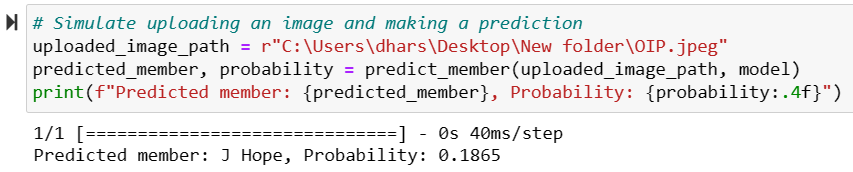 # Simulate uploading an image and making a prediction
uploaded_image_path = r"C:\Users\dhars\Desktop\New folder\OIP.jpeg"
predicted_member, probability = predict_member(uploaded_image_path, model)
print(f"Predicted member: {predicted_member}, Probability: {probability:.4f}")
1/1 [==============================] - 0s 40ms/step
Predicted member: J Hope, Probability: 0.1865